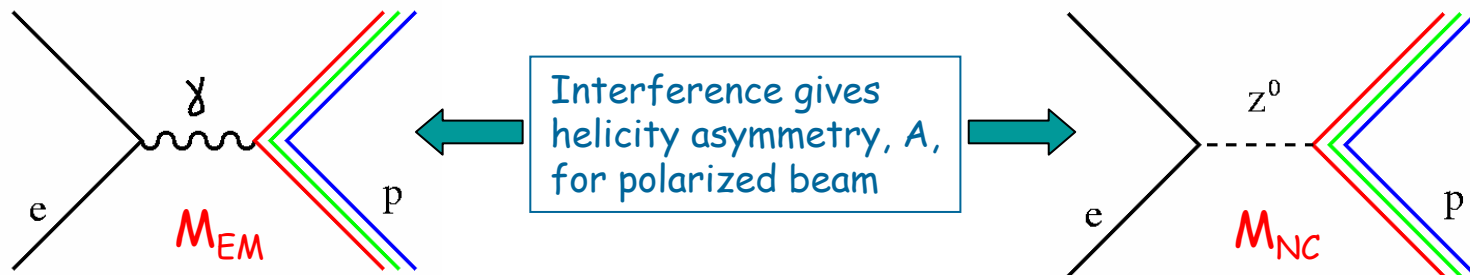 γ
e
p
M_EM
Interference gives
helicity asymmetry, A,
for polarized beam
Z⁰
e
p
M_NC